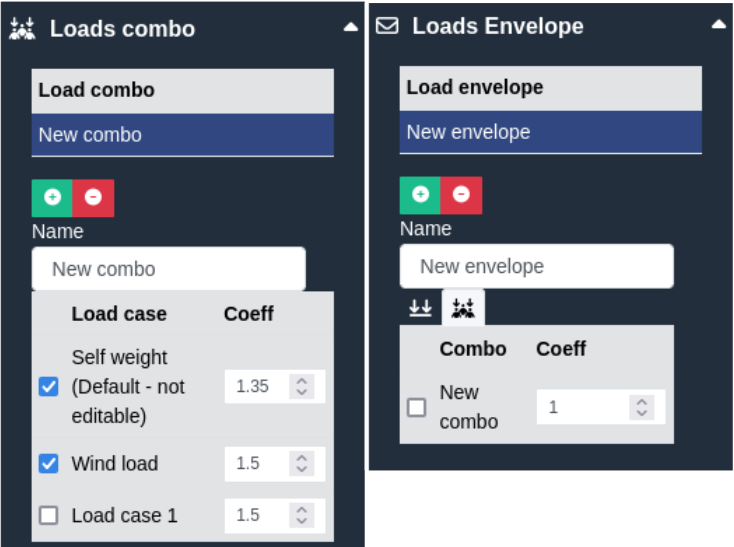 Loads combo
Load combo
New combo
Name
New combo
Load case Coeff
Self weight
(Default - not
editable)
1.35
Wind load 1.5
Load case 1 1.5
Loads Envelope
Load envelope
New envelope
Name
New envelope
Combo Coeff
New
combo
1